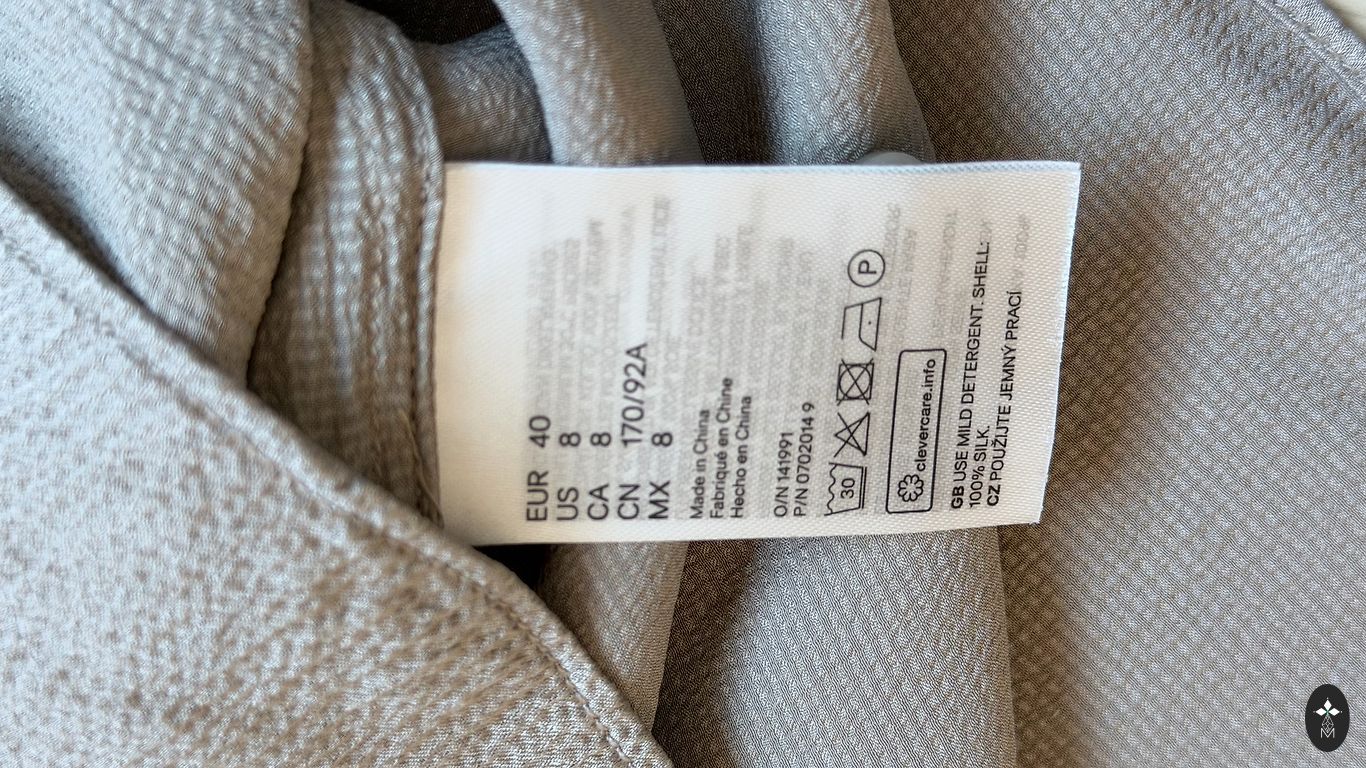 EUR 40
US 8
CA 8
CN 170/92A
MX 8
Made in China
Fabriqué en Chine
Hecho en China
O/N 141991
P/N 0702014 9
30 P
clevercare.info
GB USE MILD DETERGENT. SHELL:
100% SILK.
CZ POUŽIJTE JEMNÝ PRACÍ
M